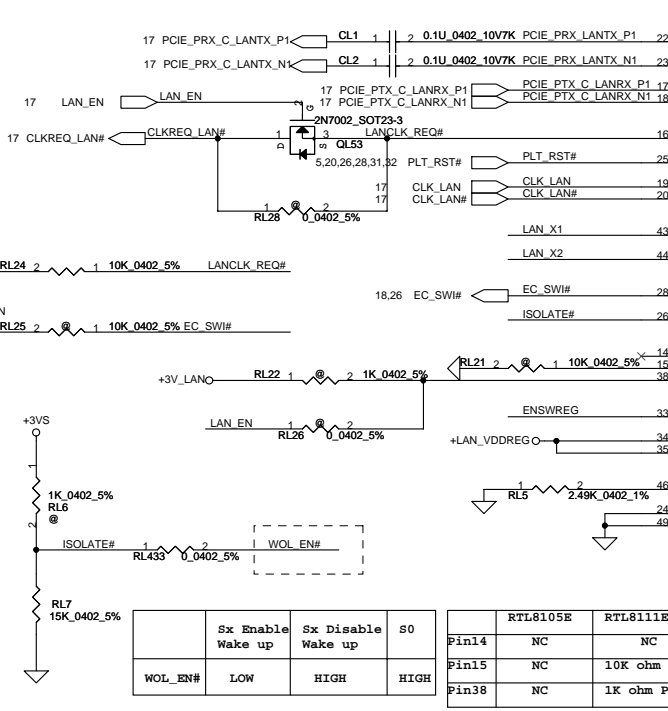 17 PCIE_PRX_C_LANTX_P1 CL1 1 2 0.1U_0402_10V7K PCIE_PRX_LANTX_P1 22
17 PCIE_PRX_C_LANTX_N1 CL2 1 2 0.1U_0402_10V7K PCIE_PRX_LANTX_N1 23
17 PCIE_PTX_C_LANRX_P1 PCIE_PTX_C_LANRX_P1 17
17 PCIE_PTX_C_LANRX_N1 PCIE_PTX_C_LANRX_N1 18
17 LAN_EN LAN_EN
2 G
2N7002_SOT23-3
17 CLKREQ_LAN# CLKREQ_LAN# 1 3 LANCLK_REQ# 16
D S QL53
5,20,26,28,31,32 PLT_RST# PLT_RST# 25
17 CLK_LAN CLK_LAN 19
17 CLK_LAN# CLK_LAN# 20
1 @ 2
RL28 0_0402_5%
LAN_X1 43
LAN_X2 44
RL24 2 1 10K_0402_5% LANCLK_REQ#
18,26 EC_SWI# EC_SWI# 28
N
ISOLATE# 26
RL25 2 @ 1 10K_0402_5% EC_SWI#
14
RL21 2 @ 1 10K_0402_5% 15
+3V_LAN RL22 1 @ 2 1K_0402_5% 38
ENSWREG 33
LAN_EN 1 @ 2
RL26 0_0402_5%
+3VS
+LAN_VDDREG 34
35
1
1K_0402_5%
RL6
@
2
1 2 46
RL5 2.49K_0402_1%
24
49
ISOLATE# 1 2 WOL_EN#
RL433 0_0402_5%
RL7
15K_0402_5%
Sx Enable Wake up Sx Disable Wake up S0
WOL_EN# LOW HIGH HIGH
RTL8105E RTL8111E
Pin14 NC NC
Pin15 NC 10K ohm
Pin38 NC 1K ohm P